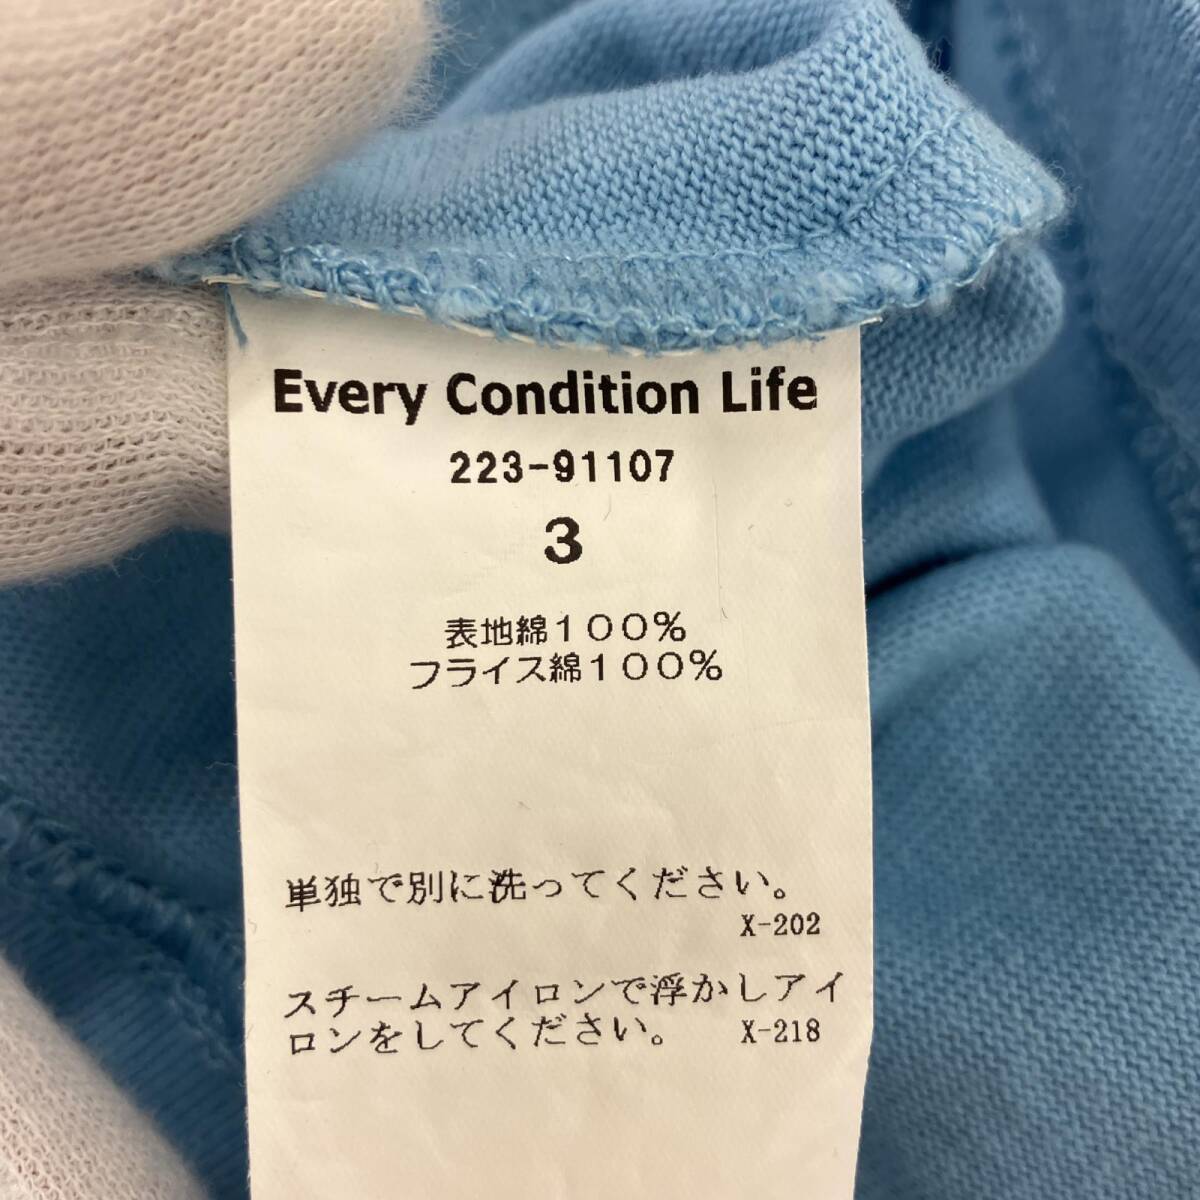 Every Condition Life
223-91107
3
表地綿１００％
フライス綿１００％
単独で別に洗ってください。
X-202
スチームアイロンで浮かしアイ
ロンをしてください。 X-218